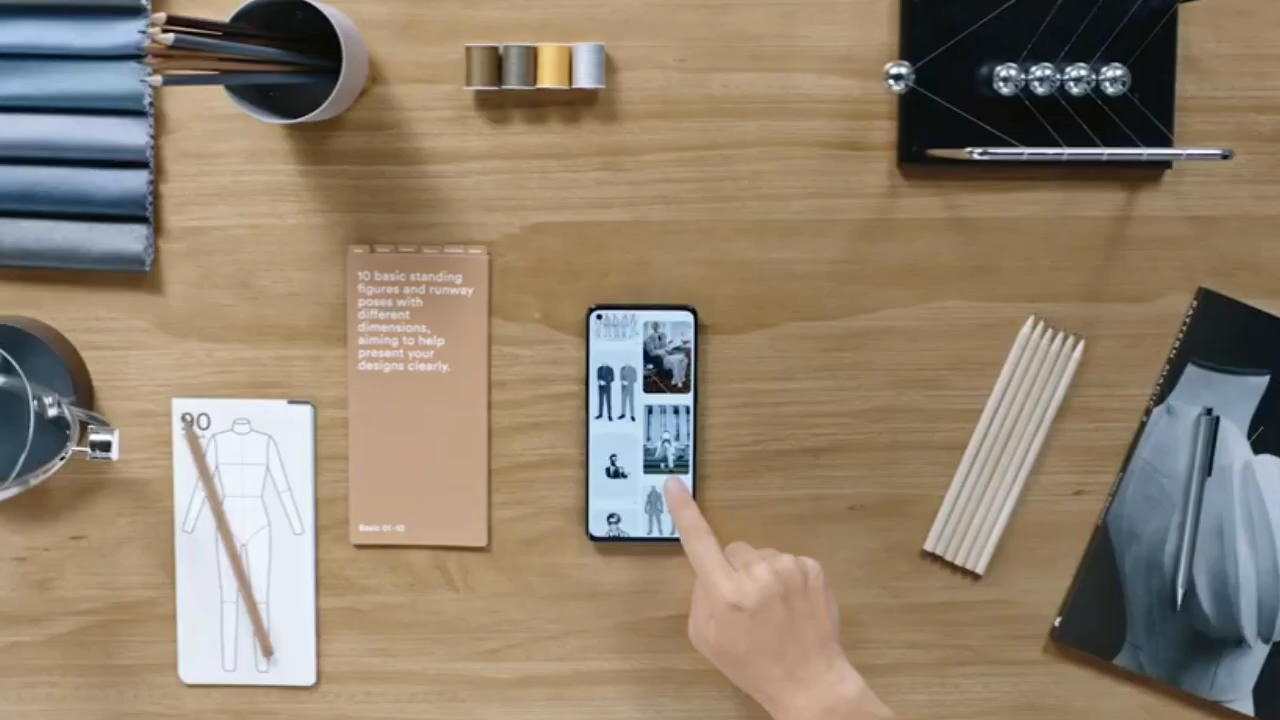 10 basic standing
figures and runway
poses with
different
dimensions,
aiming to help
present your
designs clearly.
90
Basic 01-10